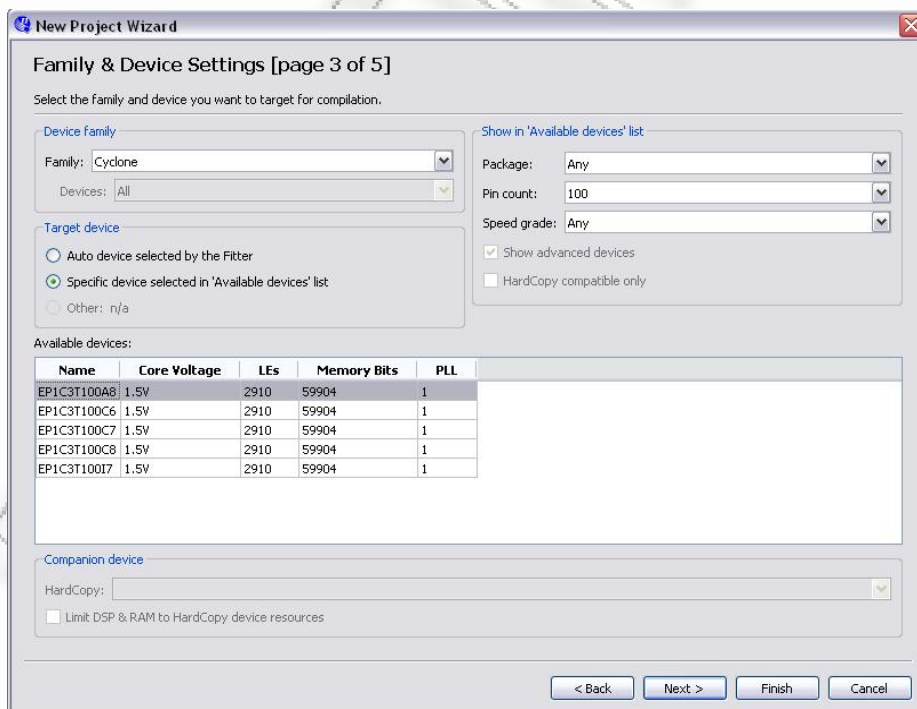 New Project Wizard
Family & Device Settings [page 3 of 5]
Select the family and device you want to target for compilation.
Device family
Family: Cyclone
Devices: All
Target device
Auto device selected by the Fitter
Specific device selected in 'Available devices' list
Other: n/a
Show in 'Available devices' list
Package: Any
Pin count: 100
Speed grade: Any
Show advanced devices
HardCopy compatible only
Available devices:
Name Core Voltage LEs Memory Bits PLL
EP1C3T100A8 1.5V 2910 59904 1
EP1C3T100C6 1.5V 2910 59904 1
EP1C3T100C7 1.5V 2910 59904 1
EP1C3T100C8 1.5V 2910 59904 1
EP1C3T100I7 1.5V 2910 59904 1
Companion device
HardCopy:
Limit DSP & RAM to HardCopy device resources
< Back Next > Finish Cancel